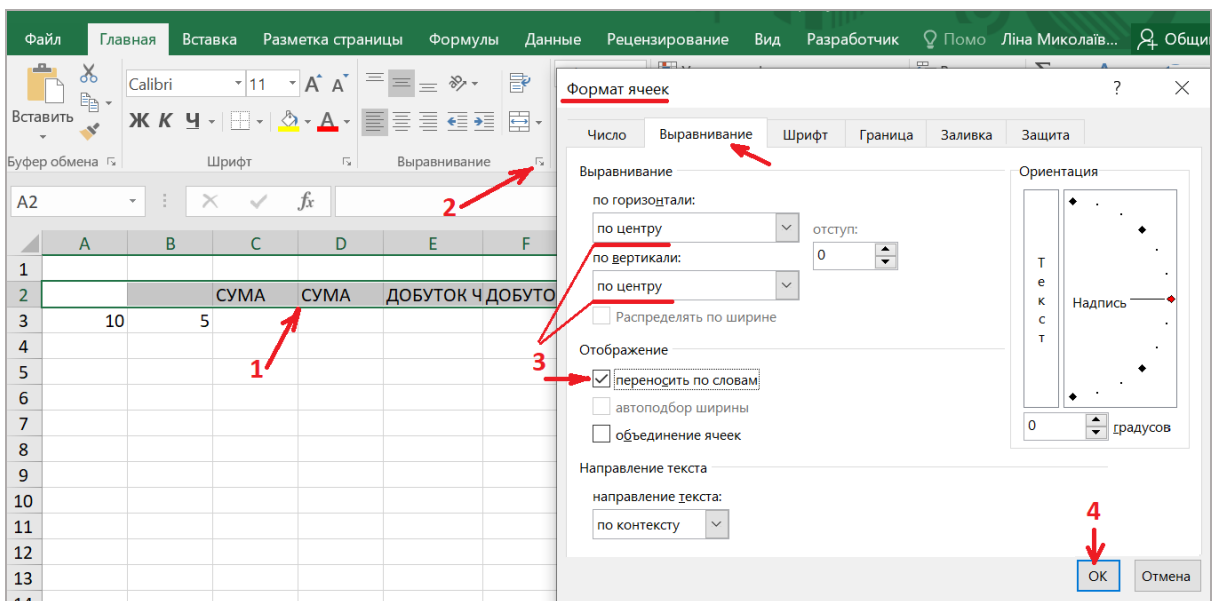 Файл Главная Вставка Разметка страницы Формулы Данные Рецензирование Вид Разработчик Помо Ліна Миколаїв... Общи
Calibri 11 A A
Вставить
Ж К Ч А
Буфер обмена Шрифт Выравнивание
A2 fx
2
A B C D E F
1
2 СУМА СУМА ДОБУТОК Ч ДОБУТО
3 10 5
4
5
6
7
8
9
10
11
12
13
1
Формат ячеек ? 
Число Выравнивание Шрифт Граница Заливка Защита
Выравнивание
по горизонтали:
по центру
отступ:
0
по вертикали:
по центру
Распределять по ширине
3
Отображение
переносить по словам
автоподбор ширины
объединение ячеек
Направление текста
направление текста:
по контексту
Ориентация
Текст
Надпись
0 градусов
4
ОК Отмена